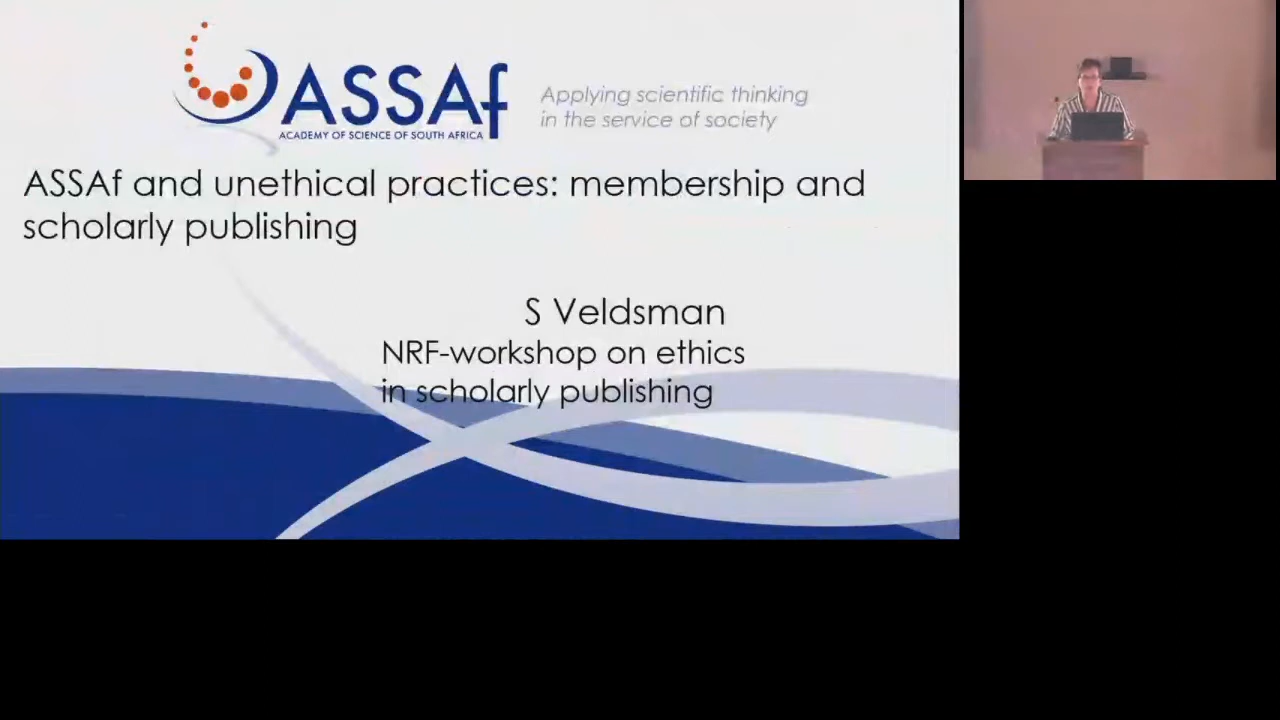 ASSAf
ACADEMY OF SCIENCE OF SOUTH AFRICA
Applying scientific thinking
in the service of society
ASSAf and unethical practices: membership and
scholarly publishing
S Veldsman
NRF-workshop on ethics
in scholarly publishing